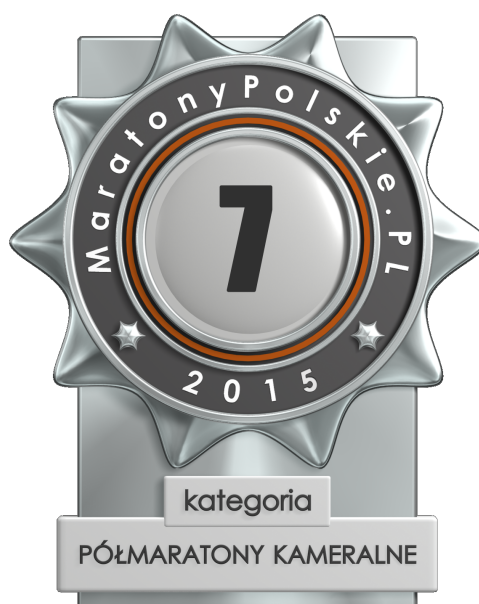 MaratonyPolskie.PL
7
2015
kategoria
PÓŁMARATONY KAMERALNE